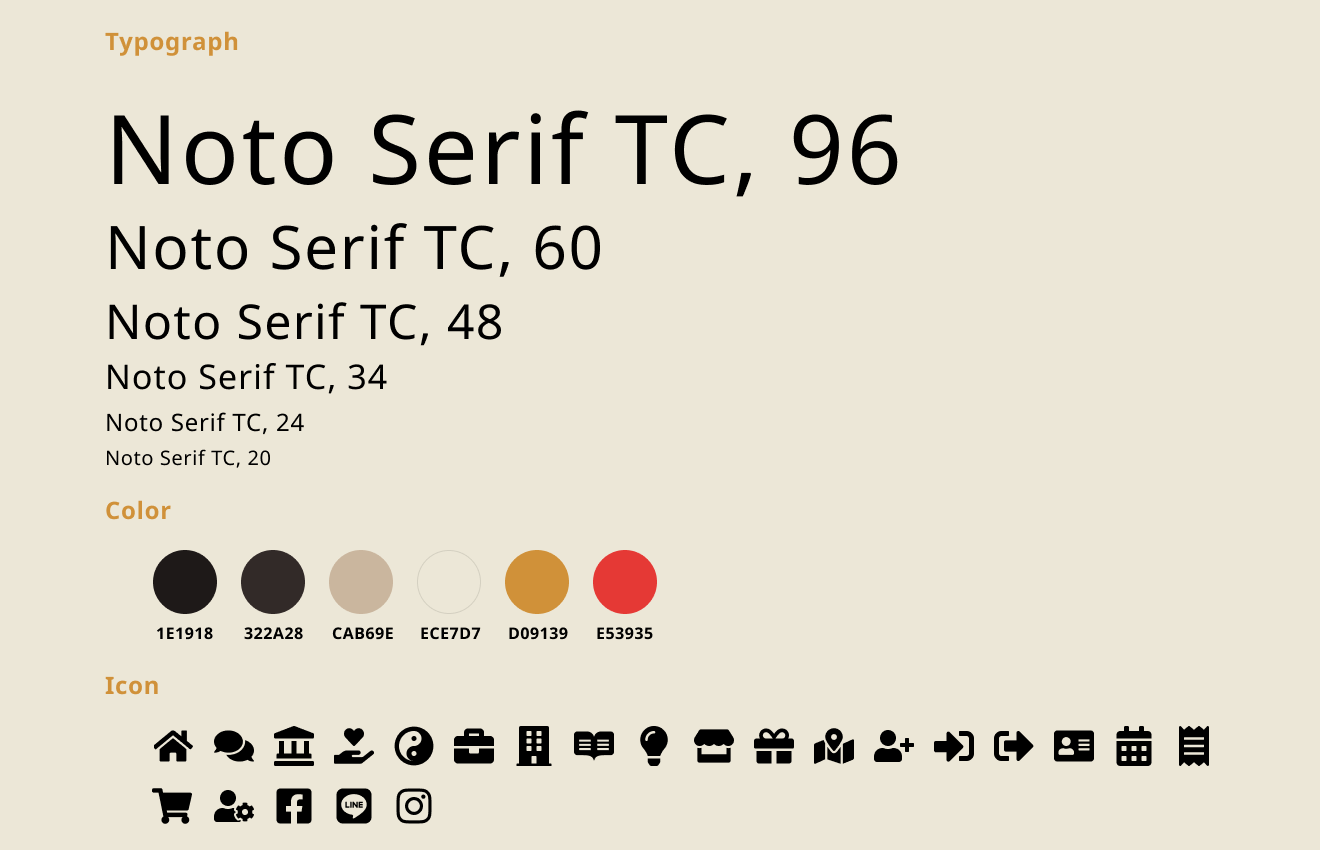 Typograph
Noto Serif TC, 96
Noto Serif TC, 60
Noto Serif TC, 48
Noto Serif TC, 34
Noto Serif TC, 24
Noto Serif TC, 20
Color
1E1918 322A28 CAB69E ECE7D7 D09139 E53935
Icon
LINE